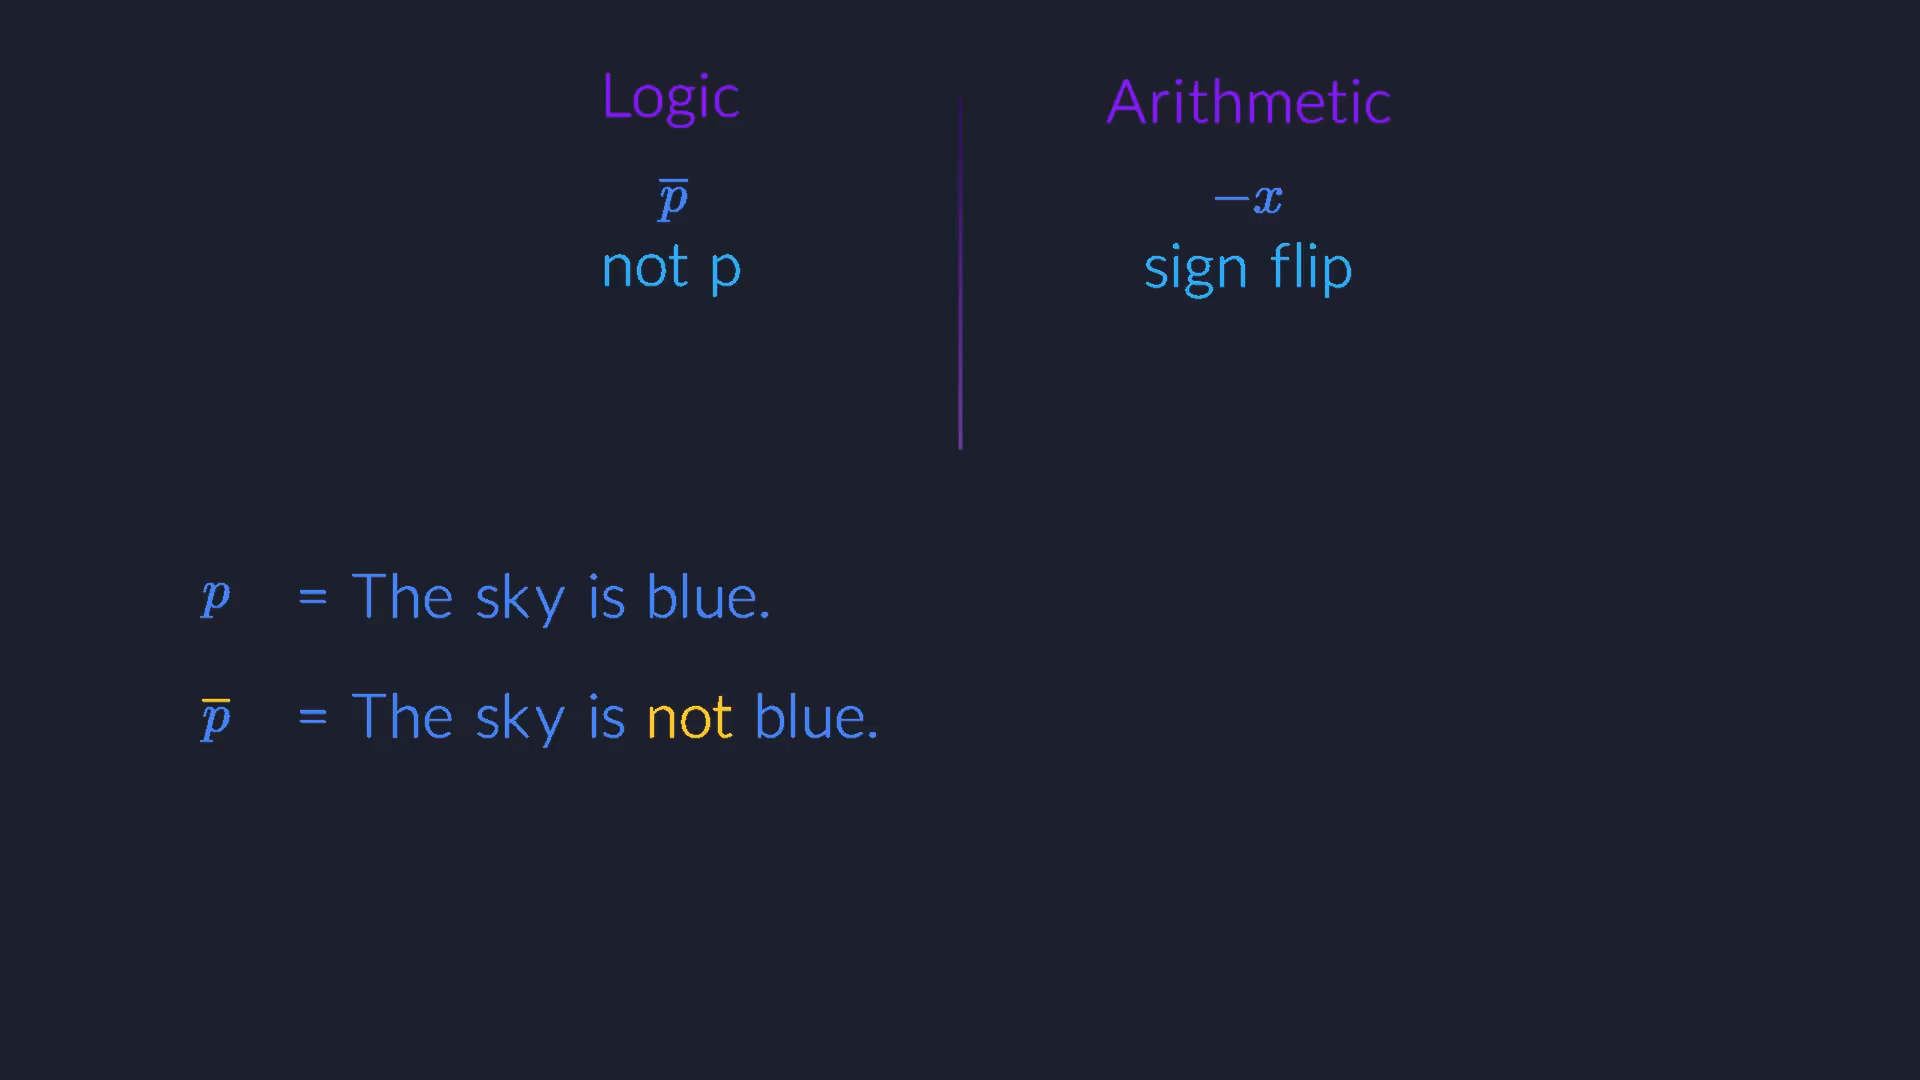 Logic
p̅
not p
Arithmetic
−x
sign flip
p = The sky is blue.
p̅ = The sky is not blue.